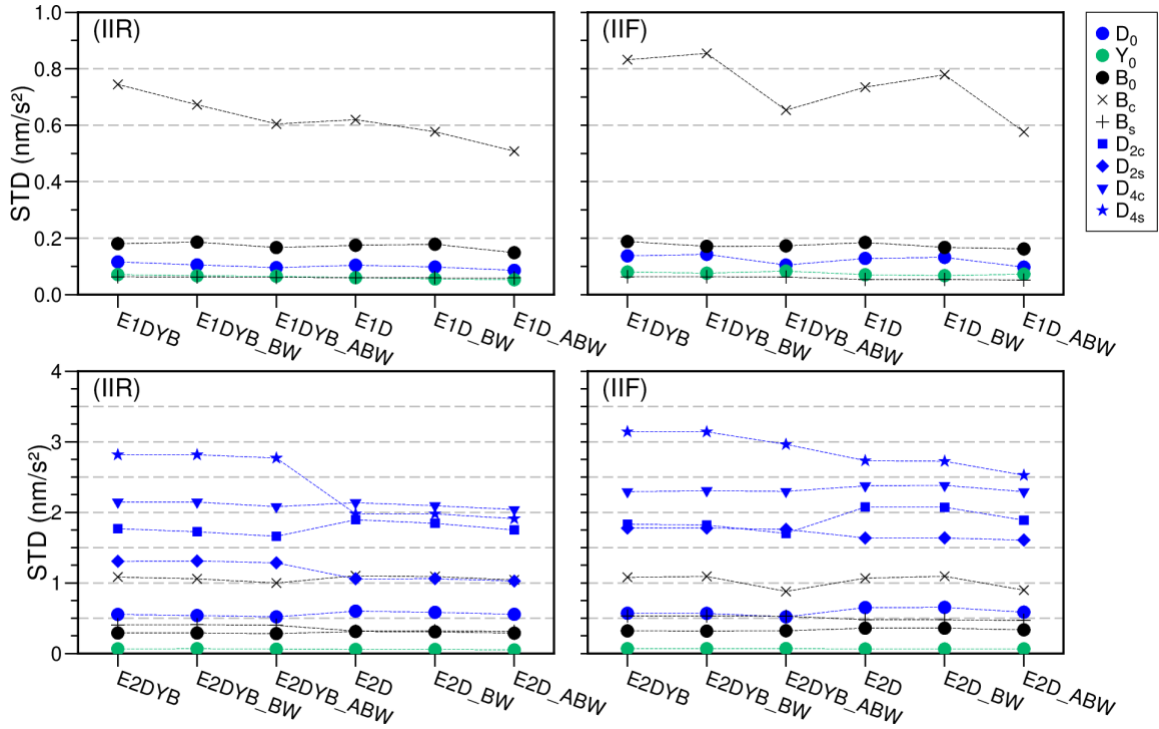 (IIR)
(IIF)
STD (nm/s²)
1.0
0.8
0.6
0.4
0.2
0.0
E1DYB
E1DYB_BW
E1DYB_ABW
E1D
E1D_BW
E1D_ABW
E1DYB
E1DYB_BW
E1DYB_ABW
E1D
E1D_BW
E1D_ABW
D0
Y0
B0
Bc
Bs
D2c
D2s
D4c
D4s
(IIR)
(IIF)
STD (nm/s²)
4
3
2
1
0
E2DYB
E2DYB_BW
E2DYB_ABW
E2D
E2D_BW
E2D_ABW
E2DYB
E2DYB_BW
E2DYB_ABW
E2D
E2D_BW
E2D_ABW